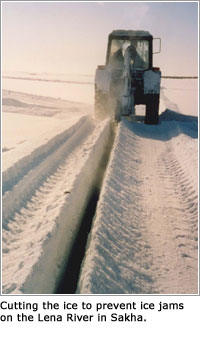 Cutting the ice to prevent ice jams
on the Lena River in Sakha.